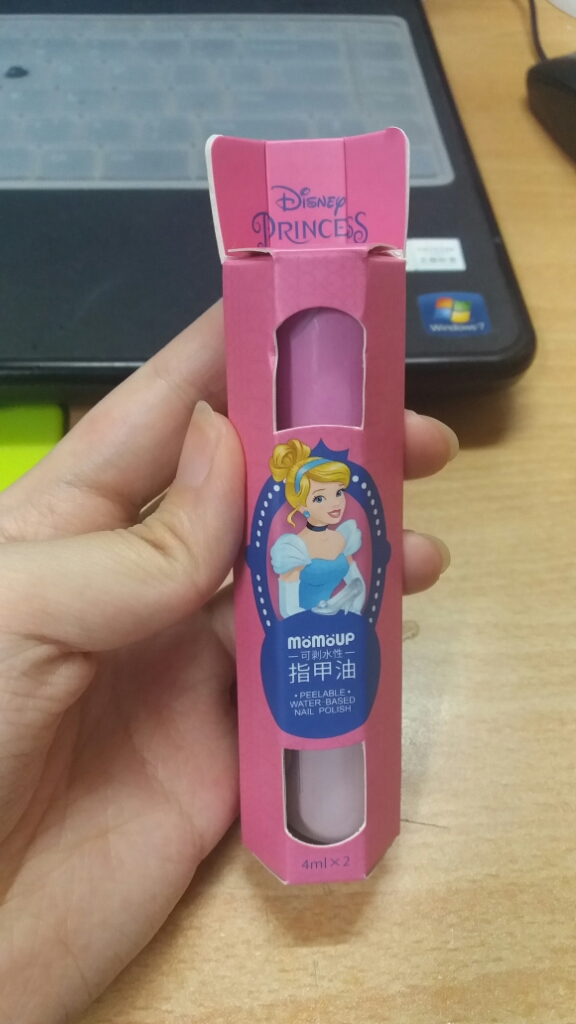 Disney
PRINCESS
MOMOUP
可剥水性
指甲油
• PEELABLE •
WATER-BASED
NAIL POLISH
4ml×2
Windows 7